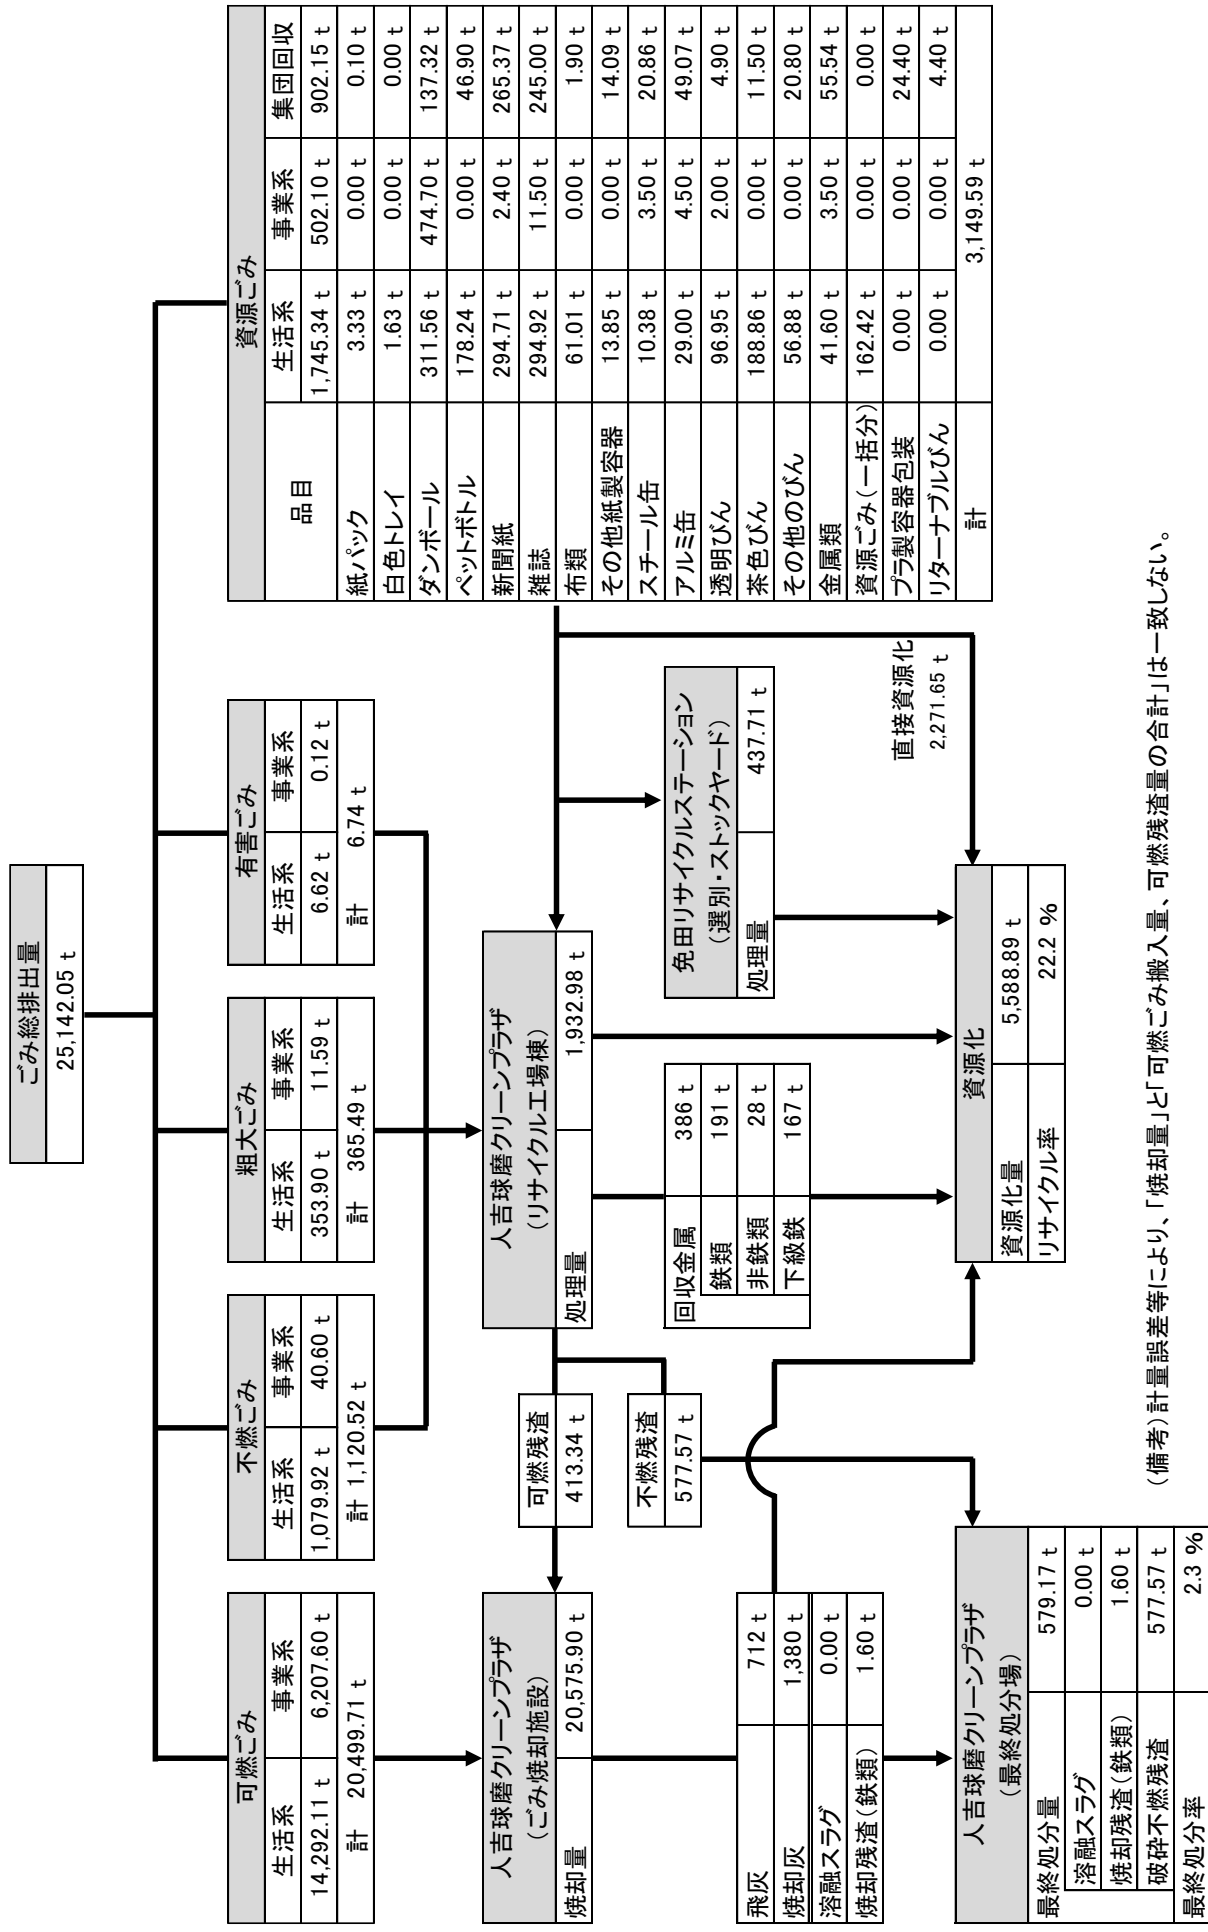 ごみ総排出量
25,142.05 t
可燃ごみ
生活系 事業系
14,292.11 t 6,207.60 t
計 20,499.71 t
不燃ごみ
生活系 事業系
1,079.92 t 40.60 t
計 1,120.52 t
粗大ごみ
生活系 事業系
353.90 t 11.59 t
計 365.49 t
有害ごみ
生活系 事業系
6.62 t 0.12 t
計 6.74 t
資源ごみ
品目 生活系 事業系 集団回収
1,745.34 t 502.10 t 902.15 t
紙パック 3.33 t 0.00 t 0.10 t
白色トレイ 1.63 t 0.00 t 0.00 t
ダンボール 311.56 t 474.70 t 137.32 t
ペットボトル 178.24 t 0.00 t 46.90 t
新聞紙 294.71 t 2.40 t 265.37 t
雑誌 294.92 t 11.50 t 245.00 t
布類 61.01 t 0.00 t 1.90 t
その他紙製容器 13.85 t 0.00 t 14.09 t
スチール缶 10.38 t 3.50 t 20.86 t
アルミ缶 29.00 t 4.50 t 49.07 t
透明びん 96.95 t 2.00 t 4.90 t
茶色びん 188.86 t 0.00 t 11.50 t
その他のびん 56.88 t 0.00 t 20.80 t
金属類 41.60 t 3.50 t 55.54 t
資源ごみ(一括分) 162.42 t 0.00 t 0.00 t
プラ製容器包装 0.00 t 0.00 t 24.40 t
リターナブルびん 0.00 t 0.00 t 4.40 t
計 3,149.59 t
人吉球磨クリーンプラザ
(ごみ焼却施設)
焼却量 20,575.90 t
可燃残渣
413.34 t
不燃残渣
577.57 t
人吉球磨クリーンプラザ
(リサイクル工場棟)
処理量 1,932.98 t
回収金属 386 t
鉄類 191 t
非鉄類 28 t
下級鉄 167 t
免田リサイクルステーション
(選別・ストックヤード)
処理量 437.71 t
直接資源化
2,271.65 t
飛灰 712 t
焼却灰 1,380 t
溶融スラグ 0.00 t
焼却残渣(鉄類) 1.60 t
人吉球磨クリーンプラザ
(最終処分場)
最終処分量 579.17 t
溶融スラグ 0.00 t
焼却残渣(鉄類) 1.60 t
破砕不燃残渣 577.57 t
最終処分率 2.3 %
資源化
資源化量 5,588.89 t
リサイクル率 22.2 %
(備考)計量誤差等により、「焼却量」と「可燃ごみ搬入量、可燃残渣量の合計」は一致しない。